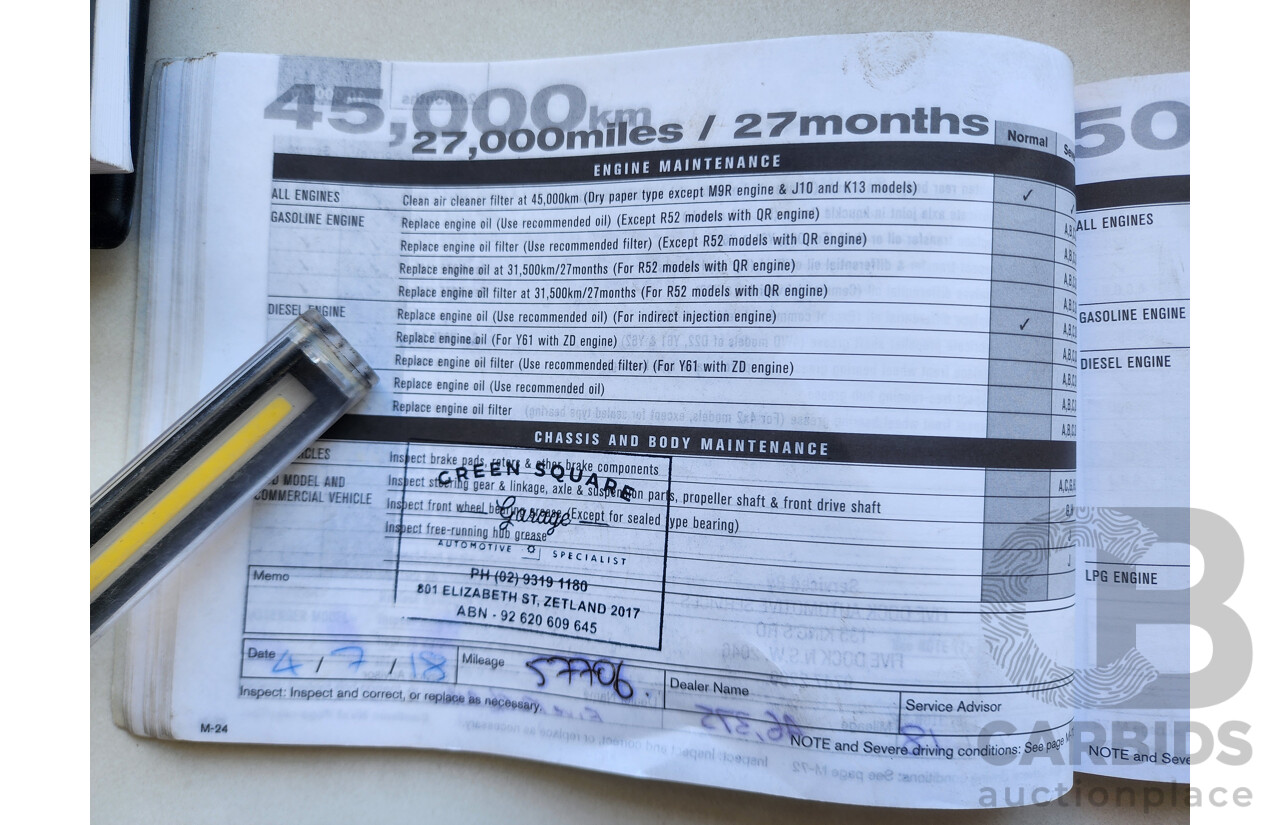 45,000km
27,000miles / 27months
Normal
ENGINE MAINTENANCE
ALL ENGINES Clean air cleaner filter at 45,000km (Dry paper type except M9R engine & J10 and K13 models) ✓
GASOLINE ENGINE Replace engine oil (Use recommended oil) (Except R52 models with QR engine)
Replace engine oil filter (Use recommended filter) (Except R52 models with QR engine)
Replace engine oil at 31,500km/27months (For R52 models with QR engine)
Replace engine oil filter at 31,500km/27months (For R52 models with QR engine)
DIESEL ENGINE Replace engine oil (Use recommended oil) (For indirect injection engine) ✓
Replace engine oil (For Y61 with ZD engine)
Replace engine oil filter (Use recommended filter) (For Y61 with ZD engine)
Replace engine oil (Use recommended oil)
Replace engine oil filter
CHASSIS AND BODY MAINTENANCE
Inspect brake pads, rotors & other brake components
MODEL AND Inspect steering gear & linkage, axle & suspension parts, propeller shaft & front drive shaft
COMMERCIAL VEHICLE Inspect front wheel bearing grease (Except for sealed type bearing)
Inspect free-running hub grease
GREEN SQUARE
Garage
AUTOMOTIVE SPECIALIST
PH (02) 9319 1180
801 ELIZABETH ST, ZETLAND 2017
ABN - 92 620 609 645
Memo
Date 4 / 7 / 18 Mileage 57706. Dealer Name Service Advisor
Inspect: Inspect and correct, or replace as necessary.
M-24
NOTE and Severe driving conditions: See page
50
ALL ENGINES
GASOLINE ENGINE
DIESEL ENGINE
LPG ENGINE
NOTE and Seve
CB
CARBIDS
auctionplace